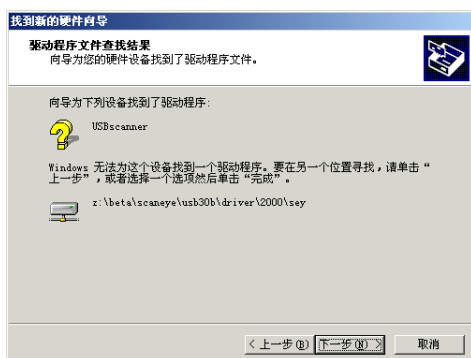 找到新的硬件向导
驱动程序文件查找结果
向导为您的硬件设备找到了驱动程序文件。
向导为下列设备找到了驱动程序:
USBscanner
Windows 无法为这个设备找到一个驱动程序。要在另一个位置寻找，请单击“
上一步”，或者选择一个选项然后单击“完成”。
z:\beta\scaneye\usb30b\driver\2000\sey
< 上一步(B) 下一步(N) > 取消